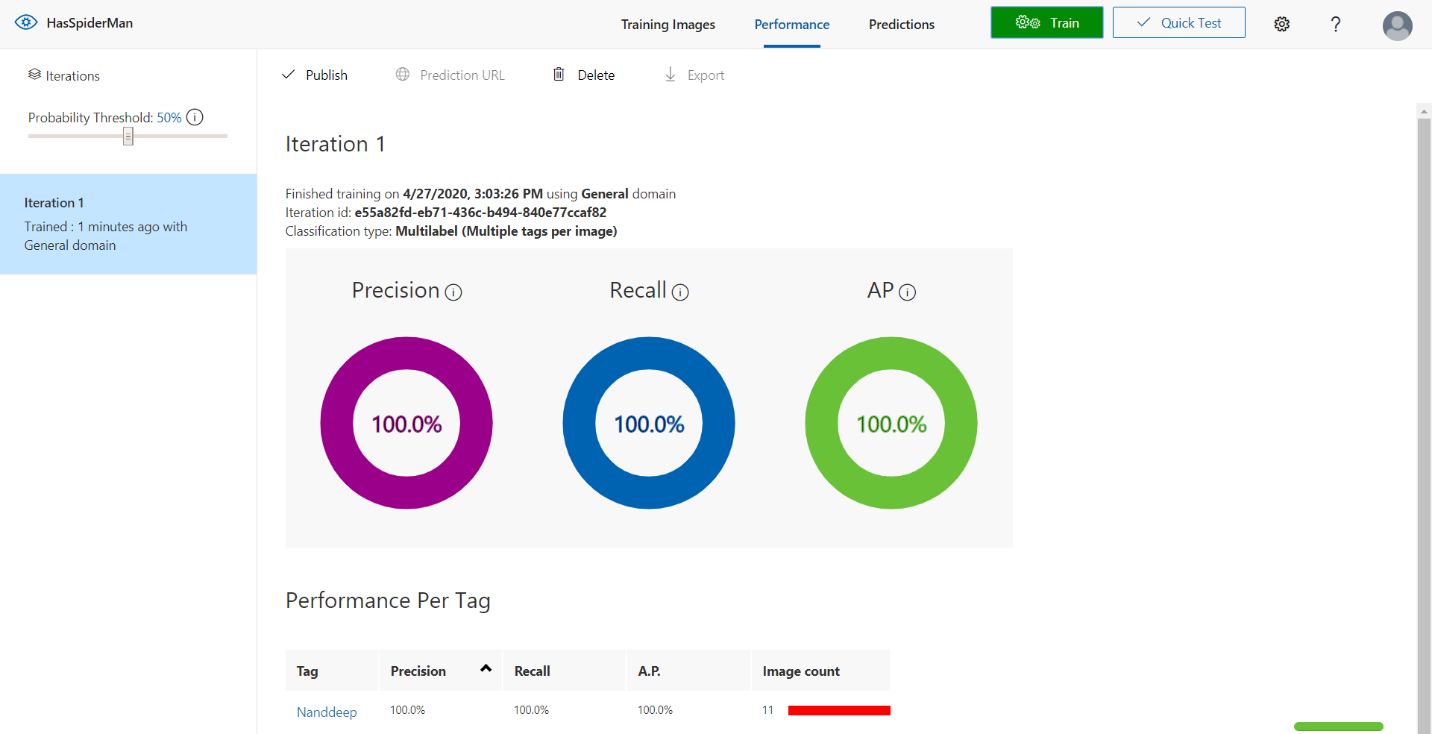 HasSpiderMan
Training Images
Performance
Predictions
Train
Quick Test
?
Iterations
Probability Threshold: 50%
Iteration 1
Trained : 1 minutes ago with
General domain
Publish
Prediction URL
Delete
Export
Iteration 1
Finished training on 4/27/2020, 3:03:26 PM using General domain
Iteration id: e55a82fd-eb71-436c-b494-840e77ccaf82
Classification type: Multilabel (Multiple tags per image)
Precision
Recall
AP
100.0%
100.0%
100.0%
Performance Per Tag
Tag Precision Recall A.P. Image count
Nanddeep 100.0% 100.0% 100.0% 11